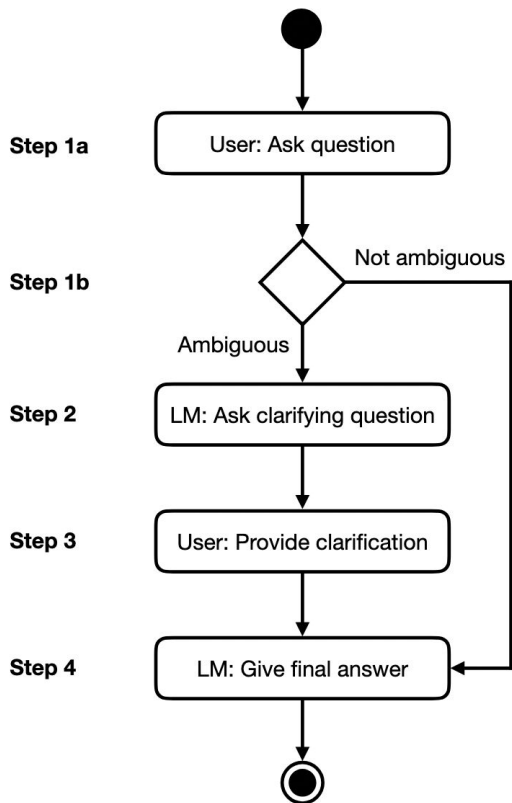 Step 1a
User: Ask question
Step 1b
Not ambiguous
Ambiguous
Step 2
LM: Ask clarifying question
Step 3
User: Provide clarification
Step 4
LM: Give final answer